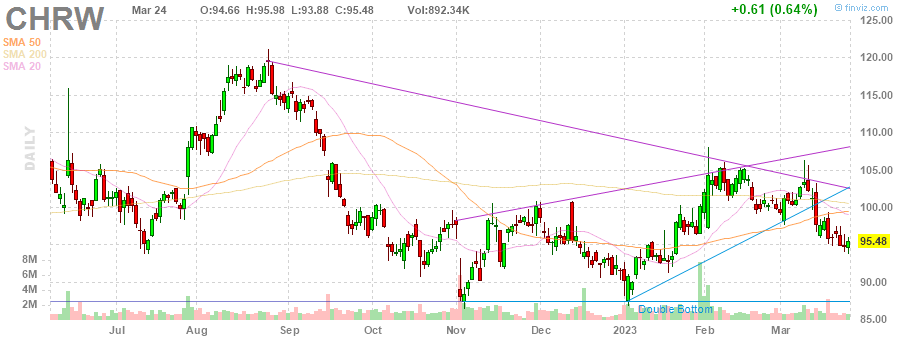 CHRW Mar 24 O:94.66 H:95.98 L:93.88 C:95.48 Vol:892.34K +0.61 (0.64%) © finviz.com
SMA 50
SMA 200
SMA 20
DAILY
125.00
120.00
115.00
110.00
105.00
100.00
95.48
90.00
85.00
8M
6M
4M
2M
Double Bottom
Jul Aug Sep Oct Nov Dec 2023 Feb Mar